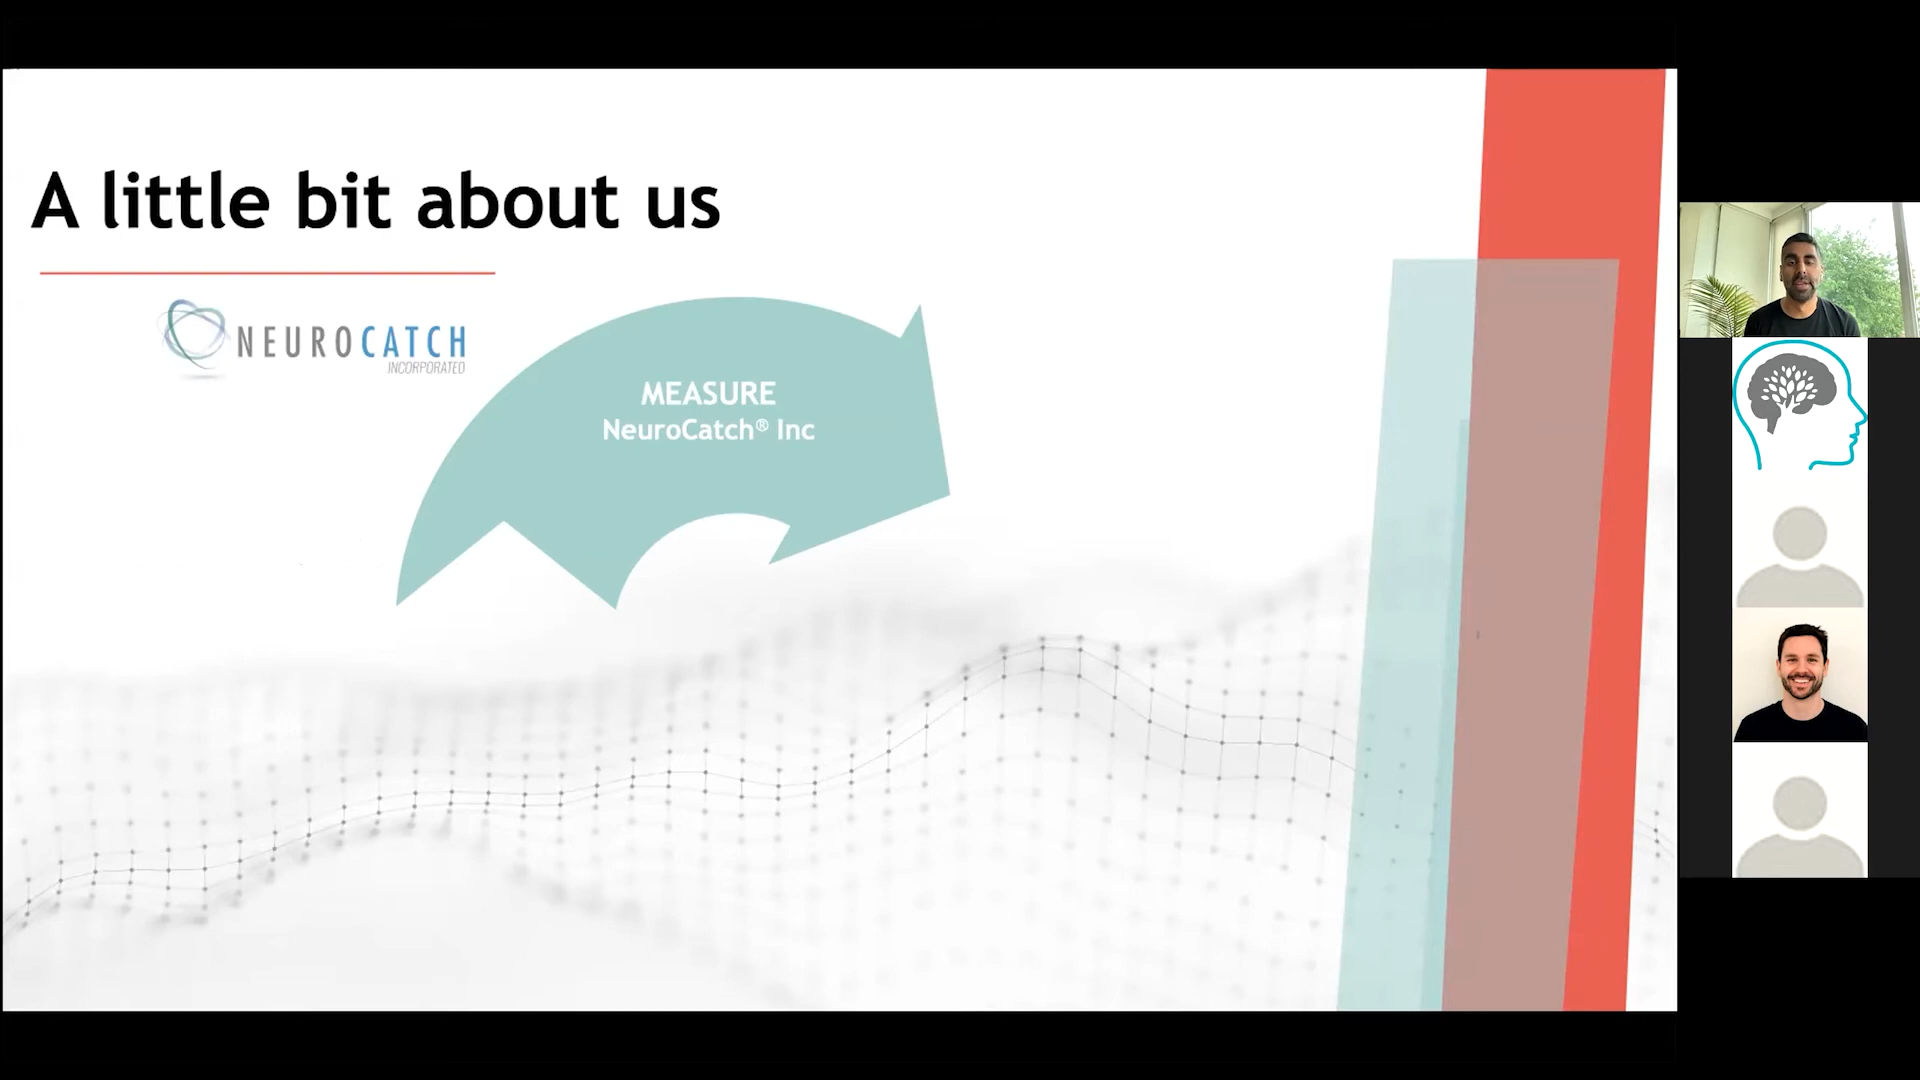 A little bit about us
NEUROCATCH
INCORPORATED
MEASURE
NeuroCatch® Inc